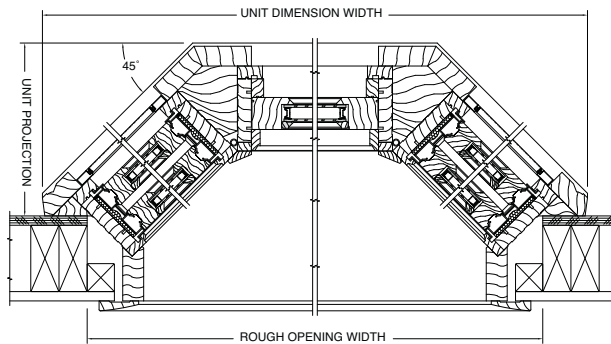 UNIT DIMENSION WIDTH
45°
UNIT PROJECTION
ROUGH OPENING WIDTH